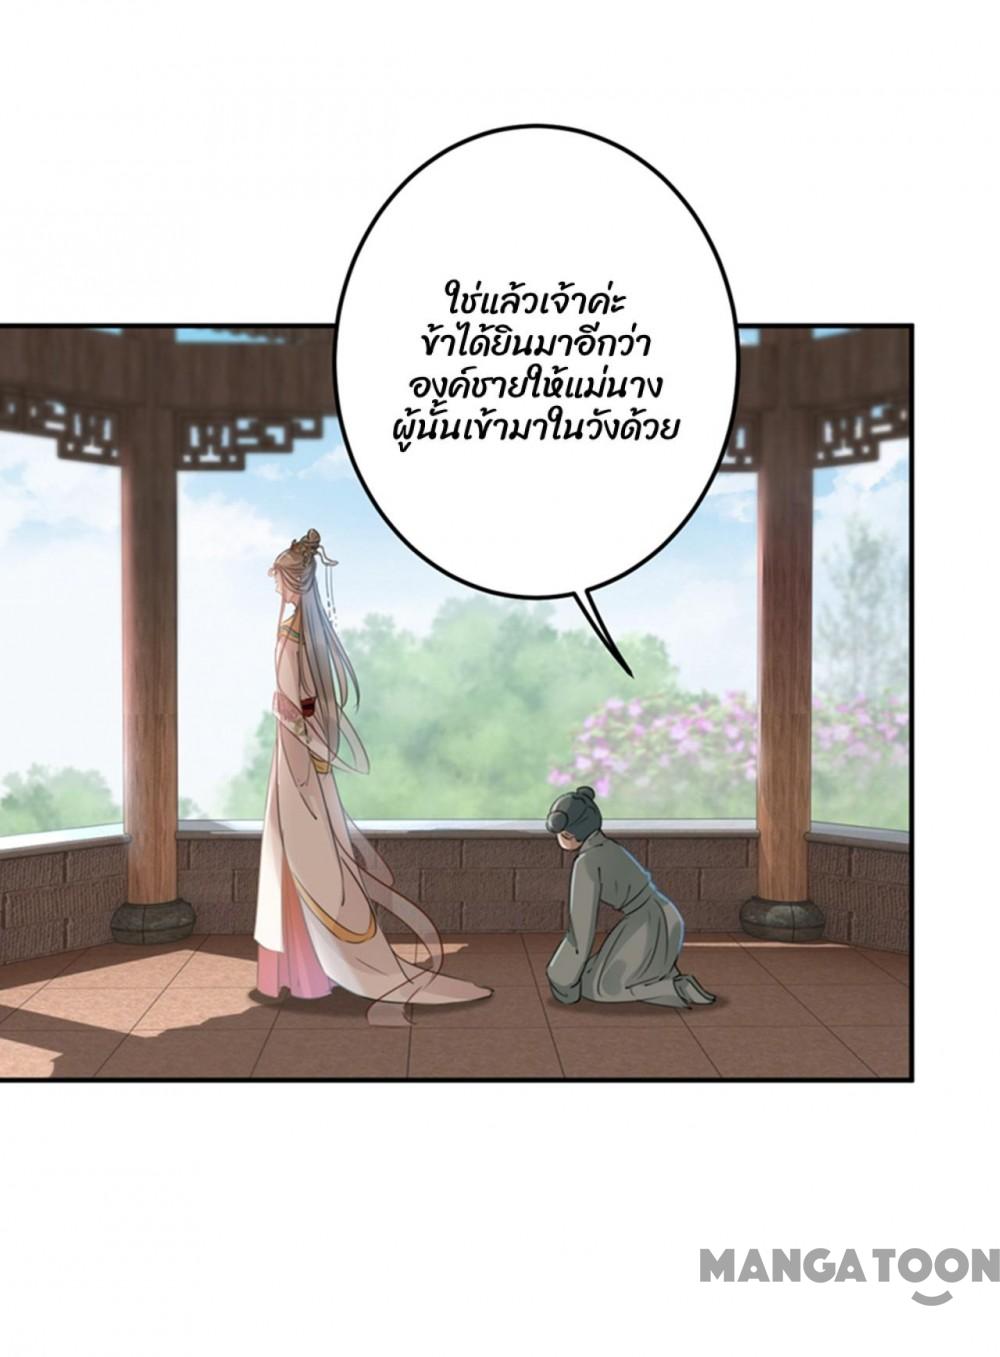 ใช่แล้วเจ้าค่ะ
ข้าได้ยินมาอีกว่า
องค์ชายให้แม่นาง
ผู้นั้นเข้ามาในวังด้วย
MANGATOON